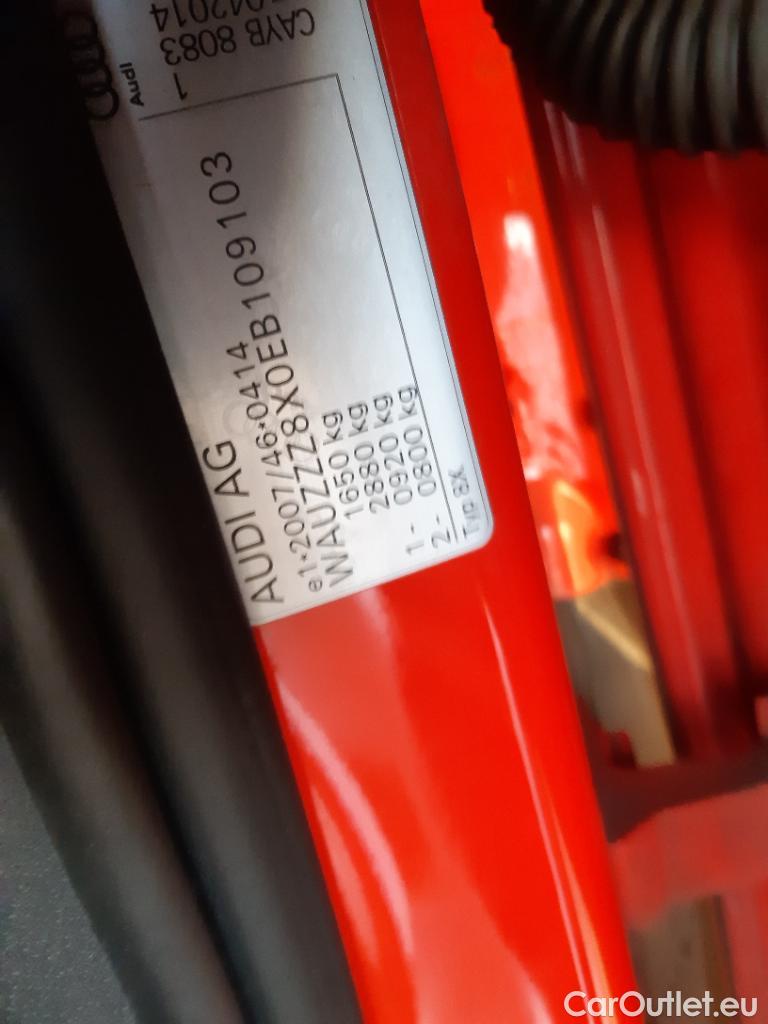 AUDI AG
e1*2007/46*0414
WAUZZZ8X0EB109103
1650 kg
2880 kg
1 - 0920 kg
2 - 0800 kg
Typ 8X
Audi
1
CAYB 8083
042014
CarOutlet.eu